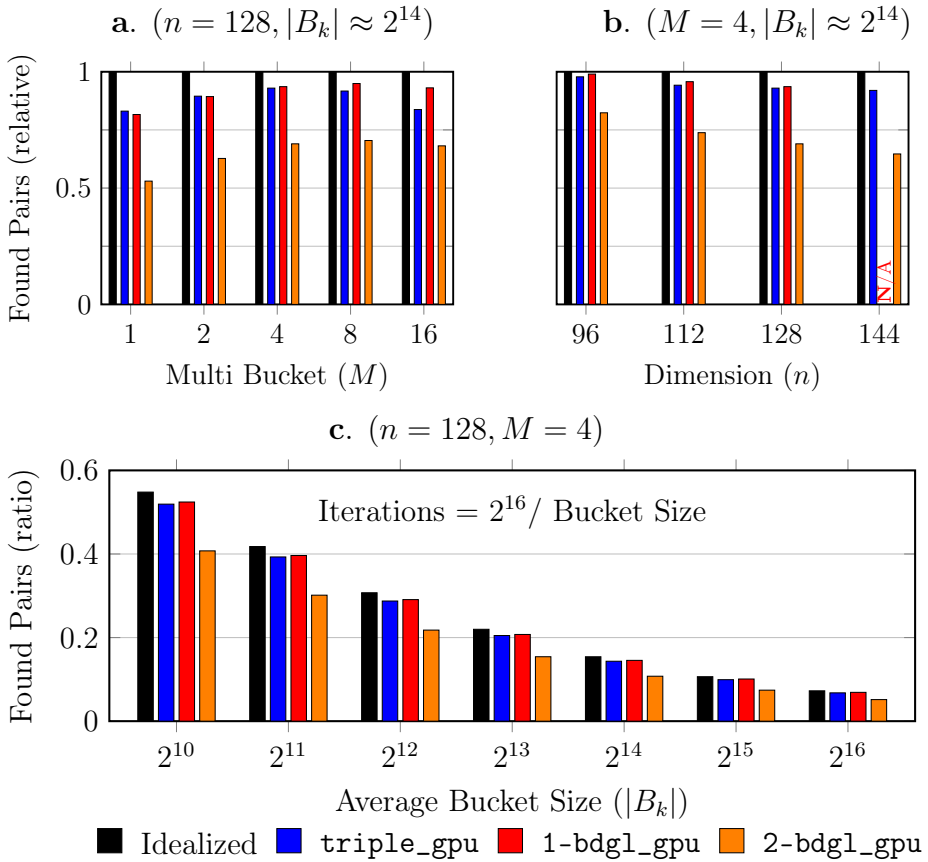 a. (n = 128, |B_k| ≈ 2^14)
b. (M = 4, |B_k| ≈ 2^14)
Found Pairs (relative)
1
0.5
0
N/A
1 2 4 8 16
96 112 128 144
Multi Bucket (M)
Dimension (n)
c. (n = 128, M = 4)
Found Pairs (ratio)
0.6
0.4
0.2
0
Iterations = 2^16/ Bucket Size
2^10 2^11 2^12 2^13 2^14 2^15 2^16
Average Bucket Size (|B_k|)
Idealized triple_gpu 1-bdgl_gpu 2-bdgl_gpu